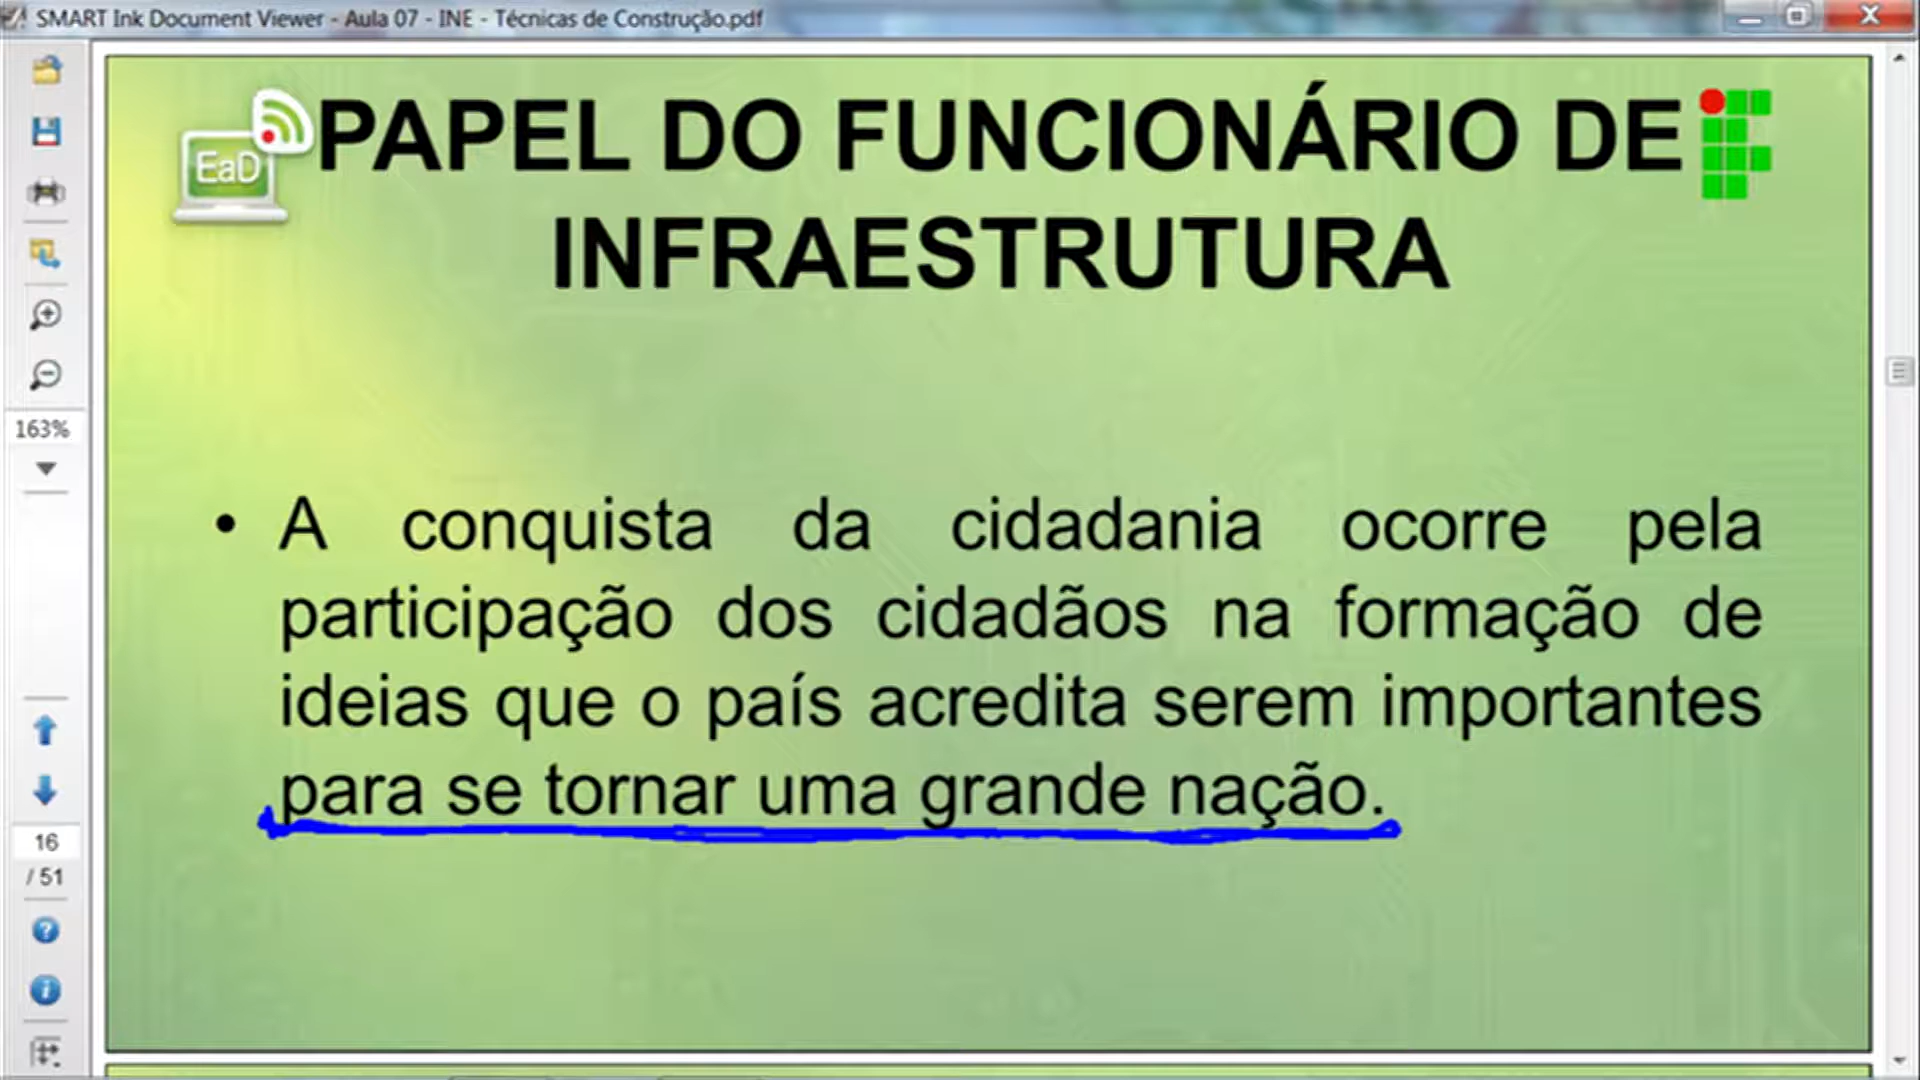 SMART Ink Document Viewer - Aula 07 - INE - Técnicas de Construção.pdf
EaD
PAPEL DO FUNCIONÁRIO DE
INFRAESTRUTURA
163%
• A conquista da cidadania ocorre pela
participação dos cidadãos na formação de
ideias que o país acredita serem importantes
para se tornar uma grande nação.
16
/ 51